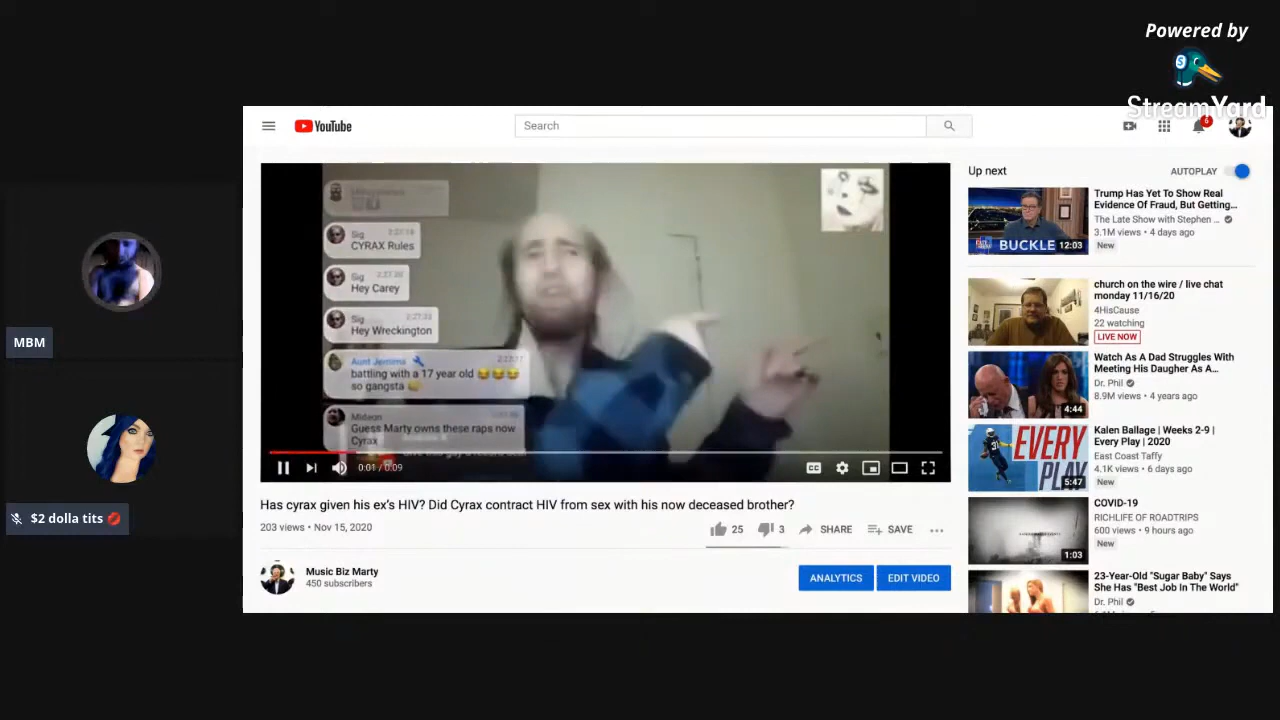 Powered by
StreamYard
YouTube
Search
6
Sig
2:27:19
CYRAX Rules
Sig
2:27:20
Hey Carey
Sig
Hey Wreckington
Aunt Jemima
battling with a 17 year old 😂😂😂
so gangsta 😂
Guess Marty owns these raps now
Cyrax
0:01 / 0:09
CC
Has cyrax given his ex's HIV? Did Cyrax contract HIV from sex with his now deceased brother?
203 views • Nov 15, 2020
25
3
SHARE
SAVE
Music Biz Marty
450 subscribers
ANALYTICS
EDIT VIDEO
Up next
AUTOPLAY
BUCKLE
12:03
Trump Has Yet To Show Real
Evidence Of Fraud, But Getting...
The Late Show with Stephen ...
3.1M views • 4 days ago
New
church on the wire / live chat
monday 11/16/20
4HisCause
22 watching
LIVE NOW
4:44
Watch As A Dad Struggles With
Meeting His Daugher As A...
Dr. Phil
8.9M views • 4 years ago
EVERY
PLAY
5:47
Kalen Ballage | Weeks 2-9 |
Every Play | 2020
East Coast Taffy
4.1K views • 6 days ago
New
1:03
COVID-19
RICHLIFE OF ROADTRIPS
600 views • 9 hours ago
New
23-Year-Old "Sugar Baby" Says
She Has "Best Job In The World"
Dr. Phil
MBM
$2 dolla tits 💋